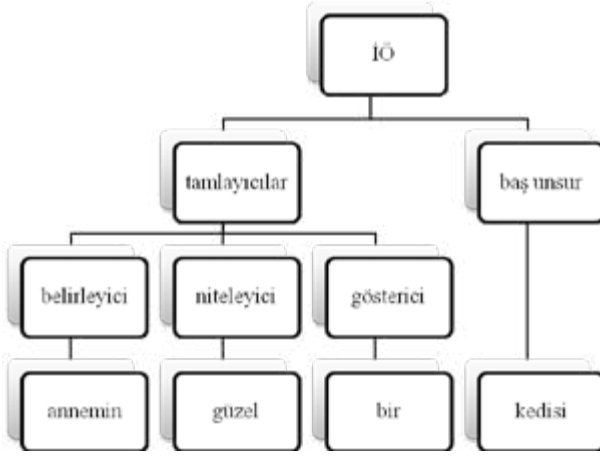 İÖ
tamlayıcılar
baş unsur
belirleyici
niteleyici
gösterici
annemin
güzel
bir
kedisi